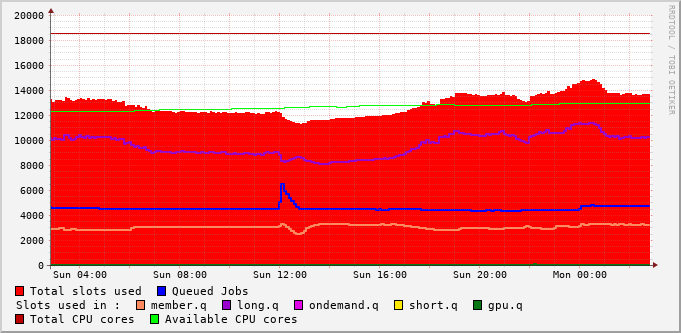 20000
18000
16000
14000
12000
10000
8000
6000
4000
2000
0
Sun 04:00 Sun 08:00 Sun 12:00 Sun 16:00 Sun 20:00 Mon 00:00
Total slots used Queued Jobs
Slots used in : member.q long.q ondemand.q short.q gpu.q
Total CPU cores Available CPU cores
RRDTOOL / TOBI OETIKER